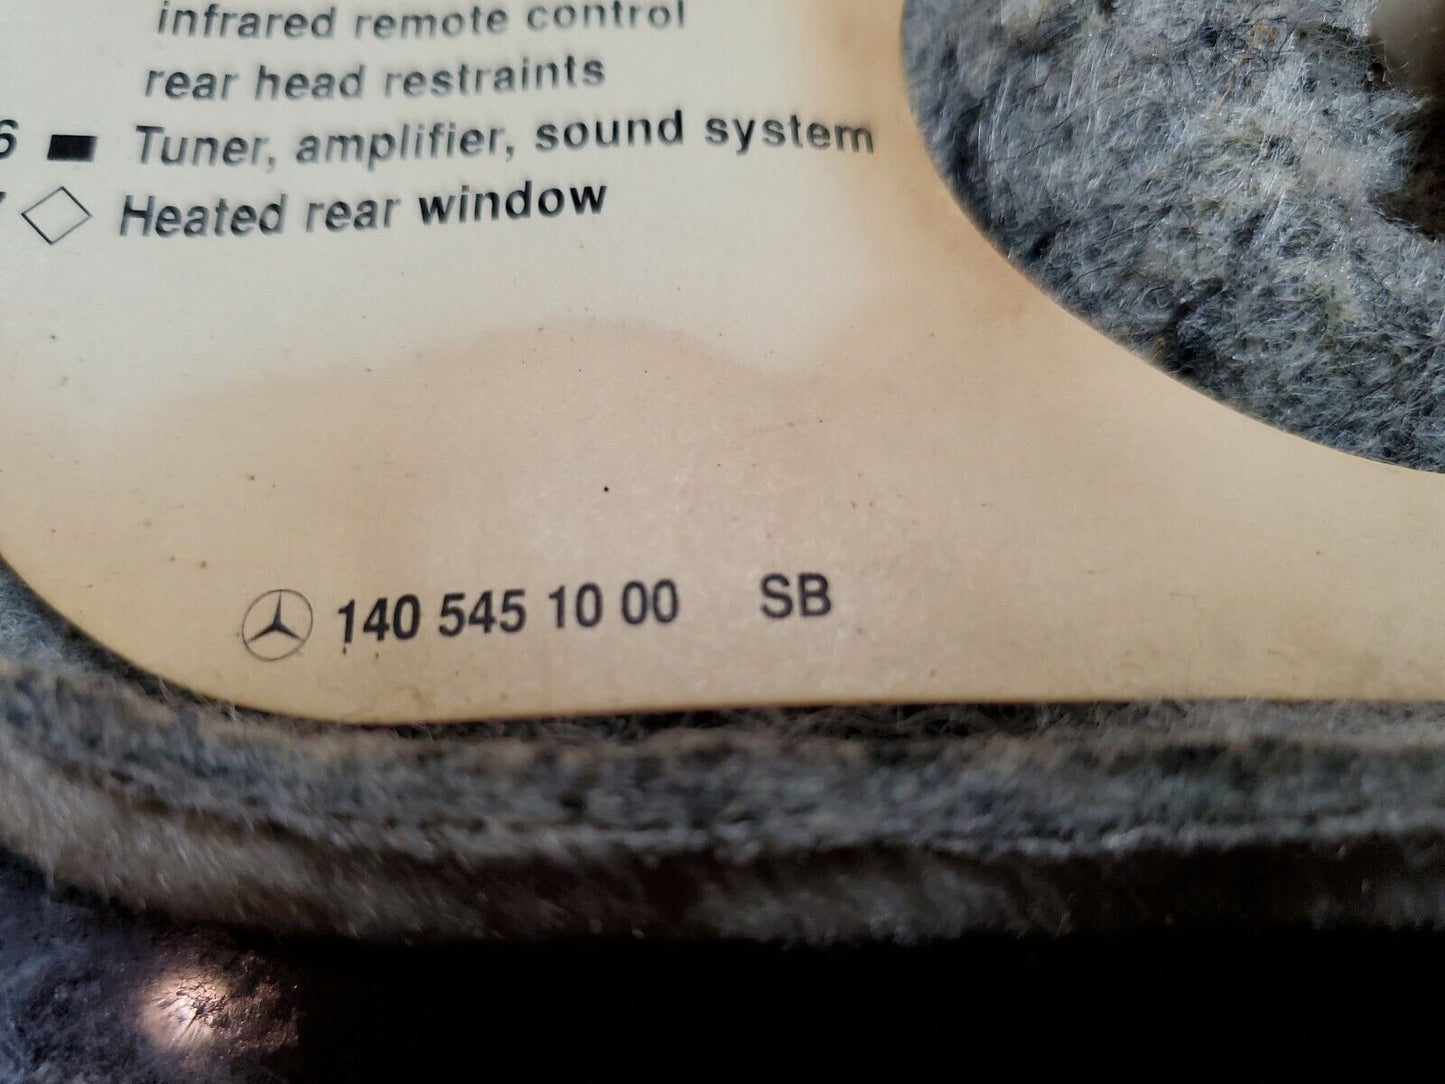 infrared remote control
rear head restraints
6 Tuner, amplifier, sound system
Heated rear window
140 545 10 00 SB